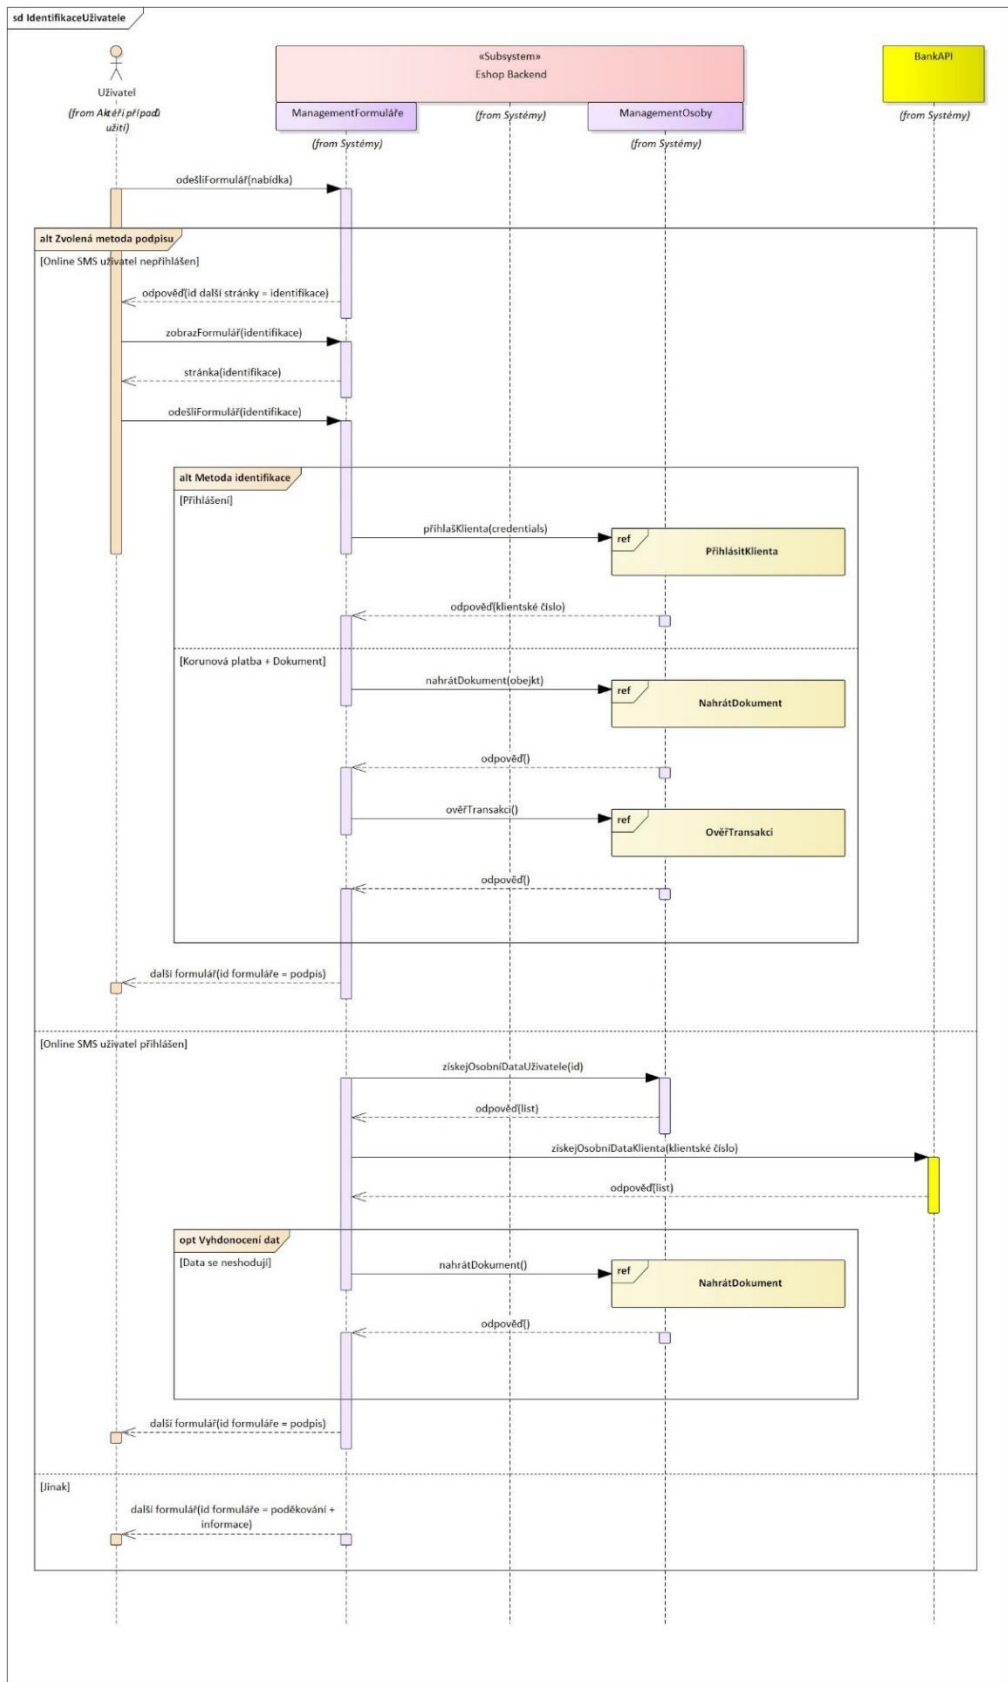 sd IdentifikaceUživatele
Uživatel
(from Aktéři případů
užití)
«Subsystem»
Eshop Backend
ManagementFormuláře
(from Systémy)
(from Systémy)
ManagementOsoby
(from Systémy)
BankAPI
(from Systémy)
odešliFormulář(nabídka)
alt Zvolená metoda podpisu
[Online SMS uživatel nepřihlášen]
odpověď(id další stránky = identifikace)
zobrazFormulář(identifikace)
stránka(identifikace)
odešliFormulář(identifikace)
alt Metoda identifikace
[Přihlášení]
přihlašKlienta(credentials)
ref
PřihlásitKlienta
odpověď(klientské číslo)
[Korunová platba + Dokument]
nahrátDokument(obejkt)
ref
NahrátDokument
odpověď()
ověřTransakci()
ref
OvěřTransakci
odpověď()
další formulář(id formuláře = podpis)
[Online SMS uživatel přihlášen]
získejOsobníDataUživatele(id)
odpověď(list)
získejOsobníDataKlienta(klientské číslo)
odpověď(list)
opt Vyhdonocení dat
[Data se neshodují]
nahrátDokument()
ref
NahrátDokument
odpověď()
další formulář(id formuláře = podpis)
[Jinak]
další formulář(id formuláře = poděkování +
informace)